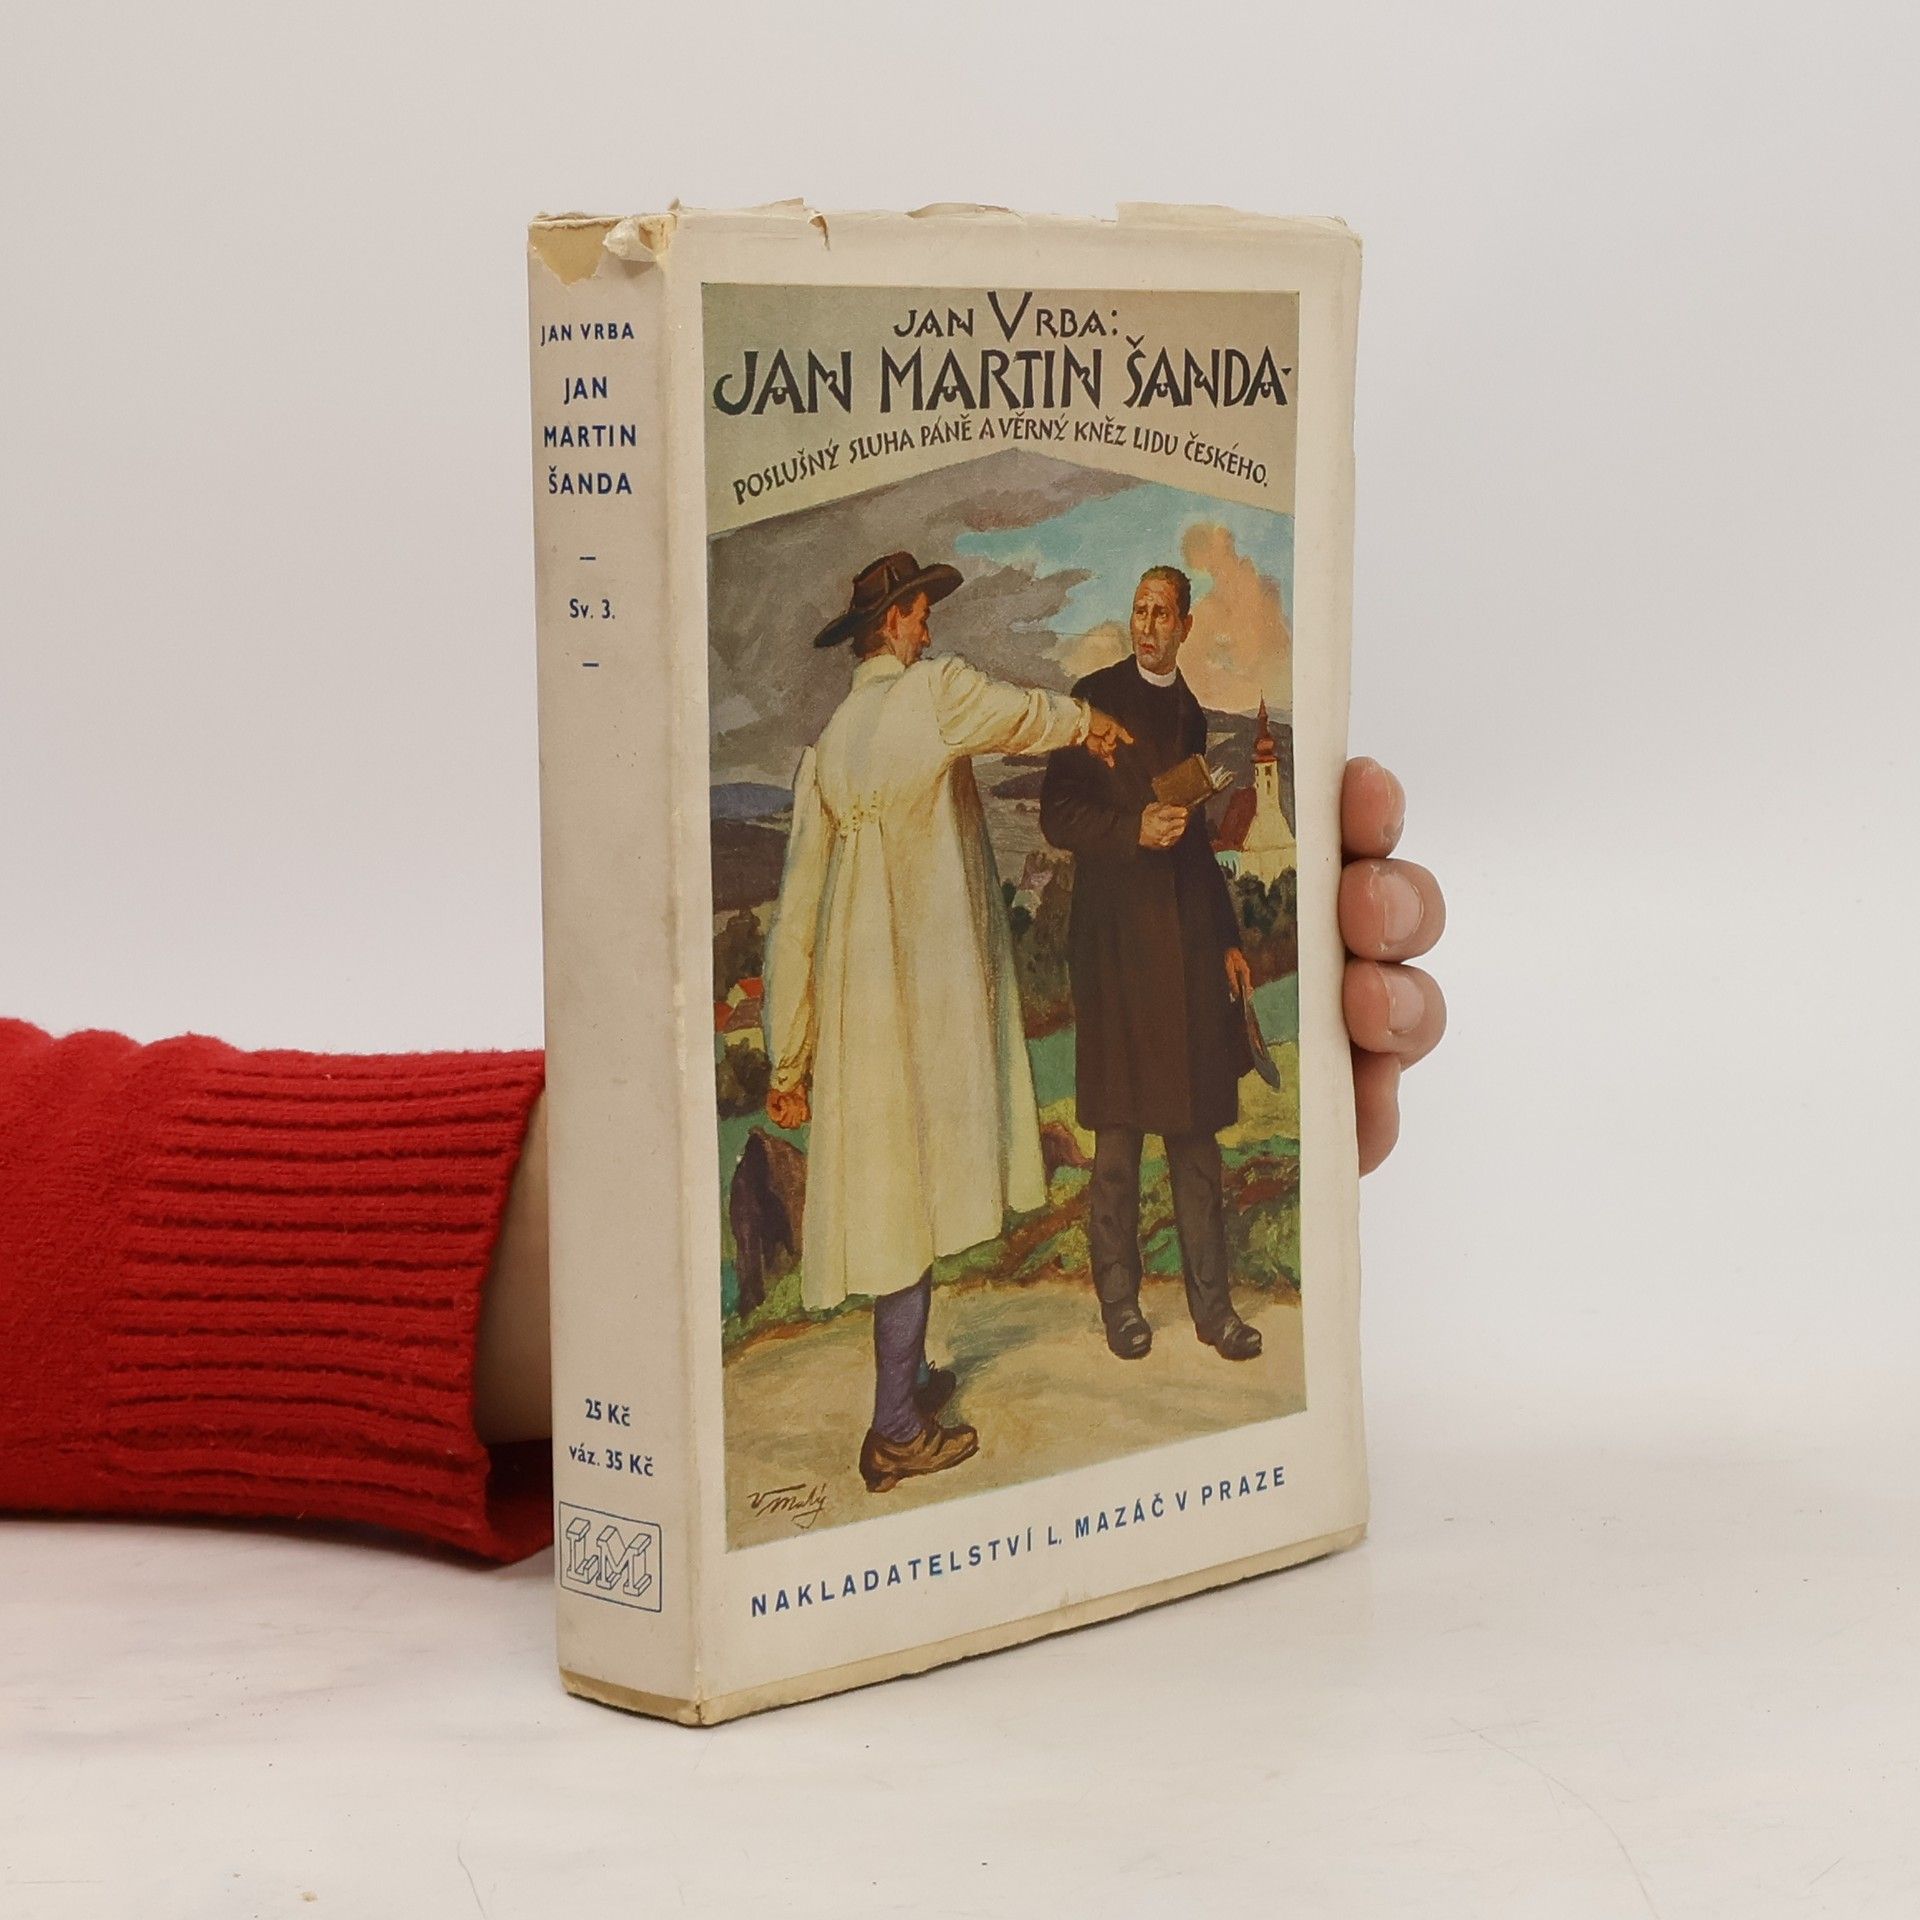 JAN VRBA
JAN
MARTIN
ŠANDA
–
Sv. 3.
–
25 Kč
váz. 35 Kč
LM
JAN VRBA:
JAN MARTIN ŠANDA-
POSLUŠNÝ SLUHA PÁNĚ A VĚRNÝ KNĚZ LIDU ČESKÉHO.
V Malý
NAKLADATELSTVÍ L. MAZÁČ V PRAZE